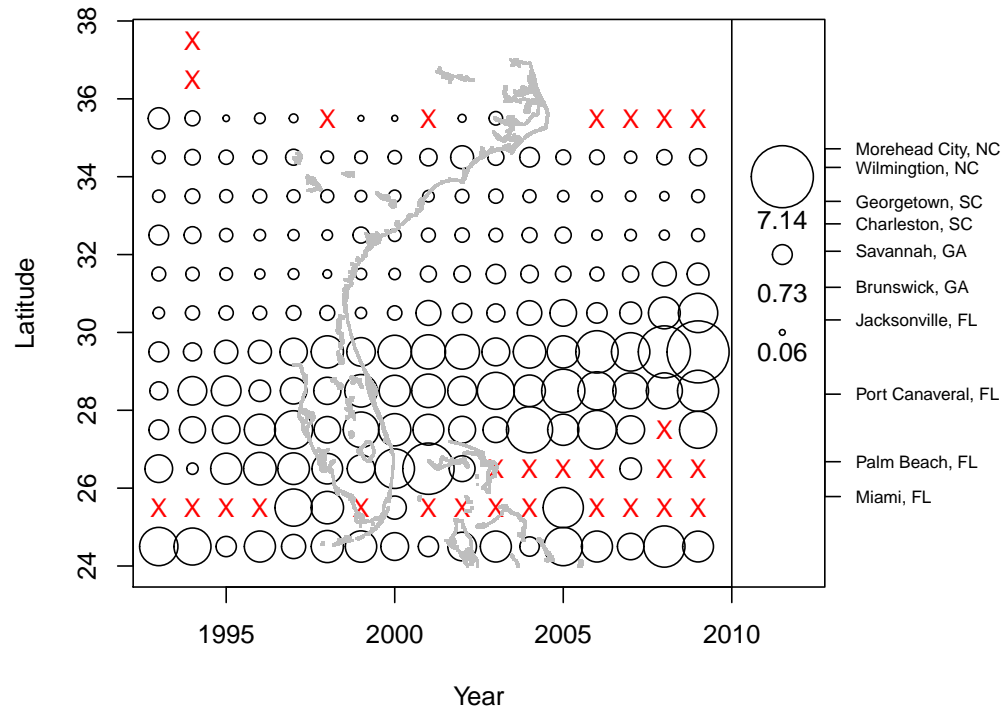 38
36
34
32
30
28
26
24
Latitude
X
X
X X X X X X
X
X X X X X X
X X X X X X X X X X X X X
7.14
0.73
0.06
Morehead City, NC
Wilmington, NC
Georgetown, SC
Charleston, SC
Savannah, GA
Brunswick, GA
Jacksonville, FL
Port Canaveral, FL
Palm Beach, FL
Miami, FL
1995 2000 2005 2010
Year